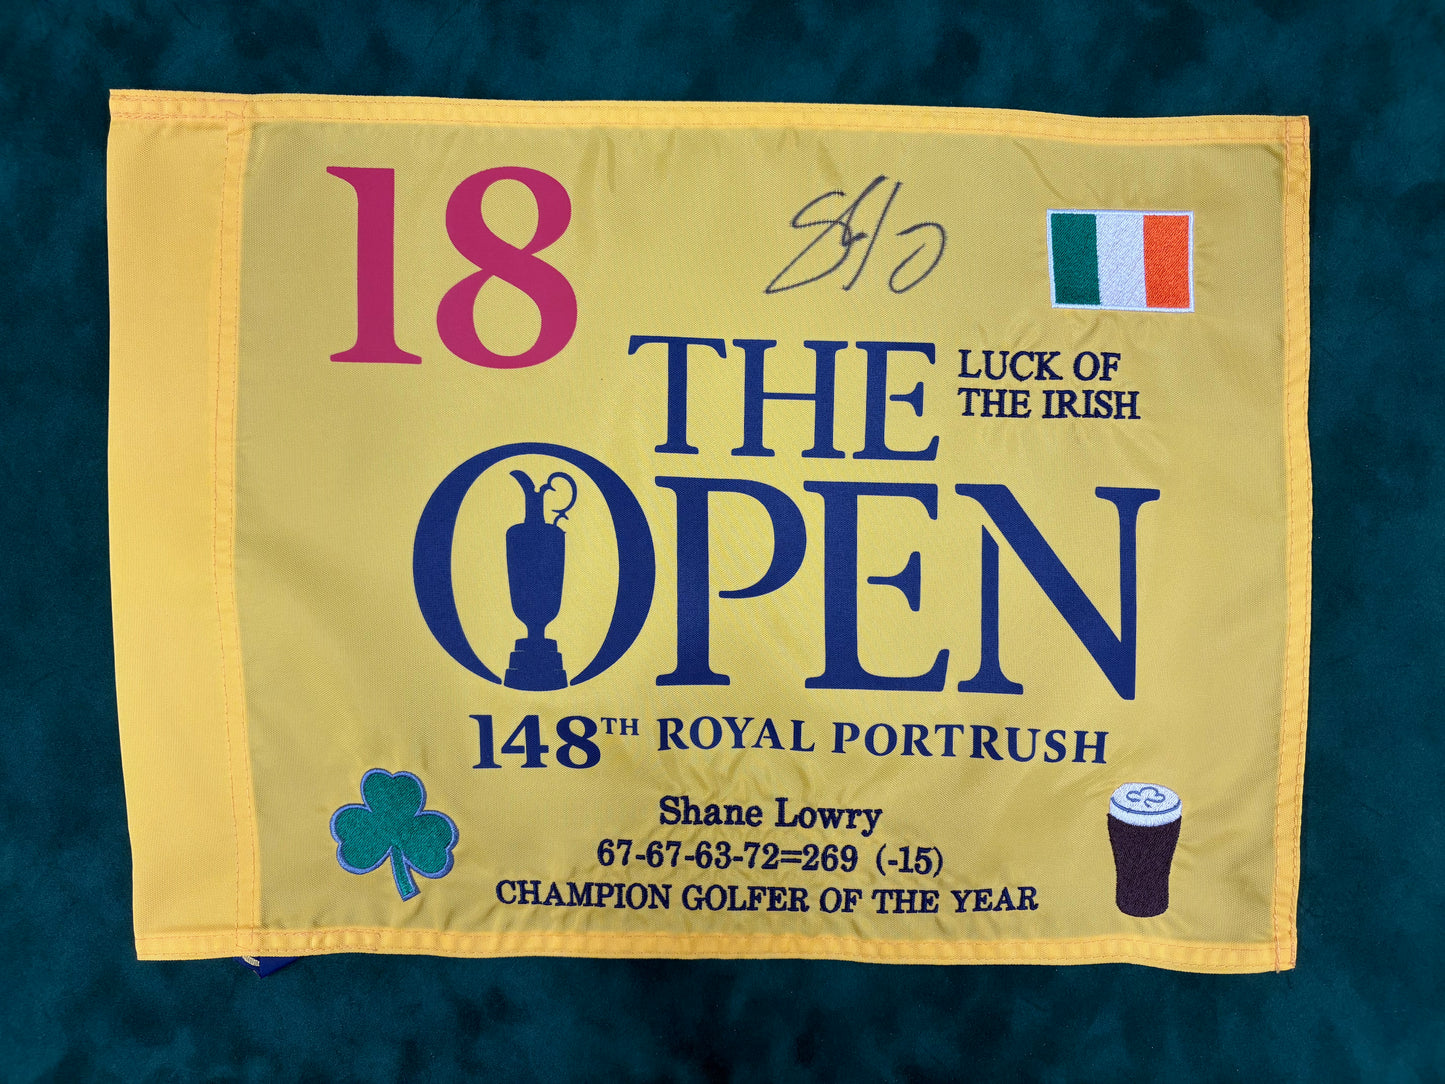 18
THE
LUCK OF
THE IRISH
OPEN
148TH ROYAL PORTRUSH
Shane Lowry
67-67-63-72=269 (-15)
CHAMPION GOLFER OF THE YEAR